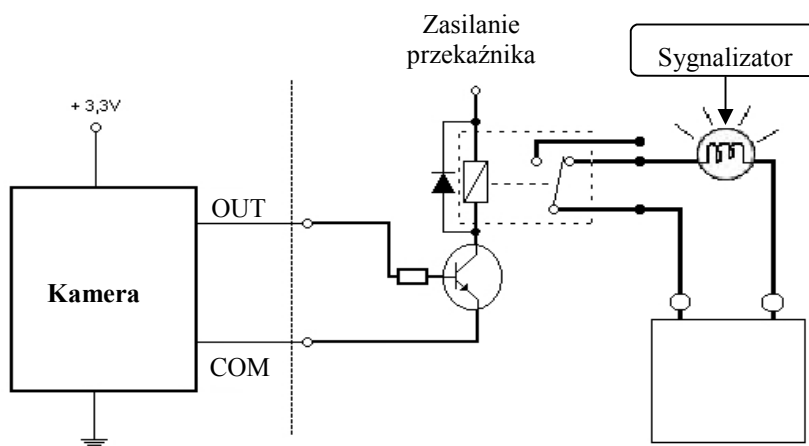 Zasilanie
przekaźnika
Sygnalizator
+ 3,3V
OUT
Kamera
COM